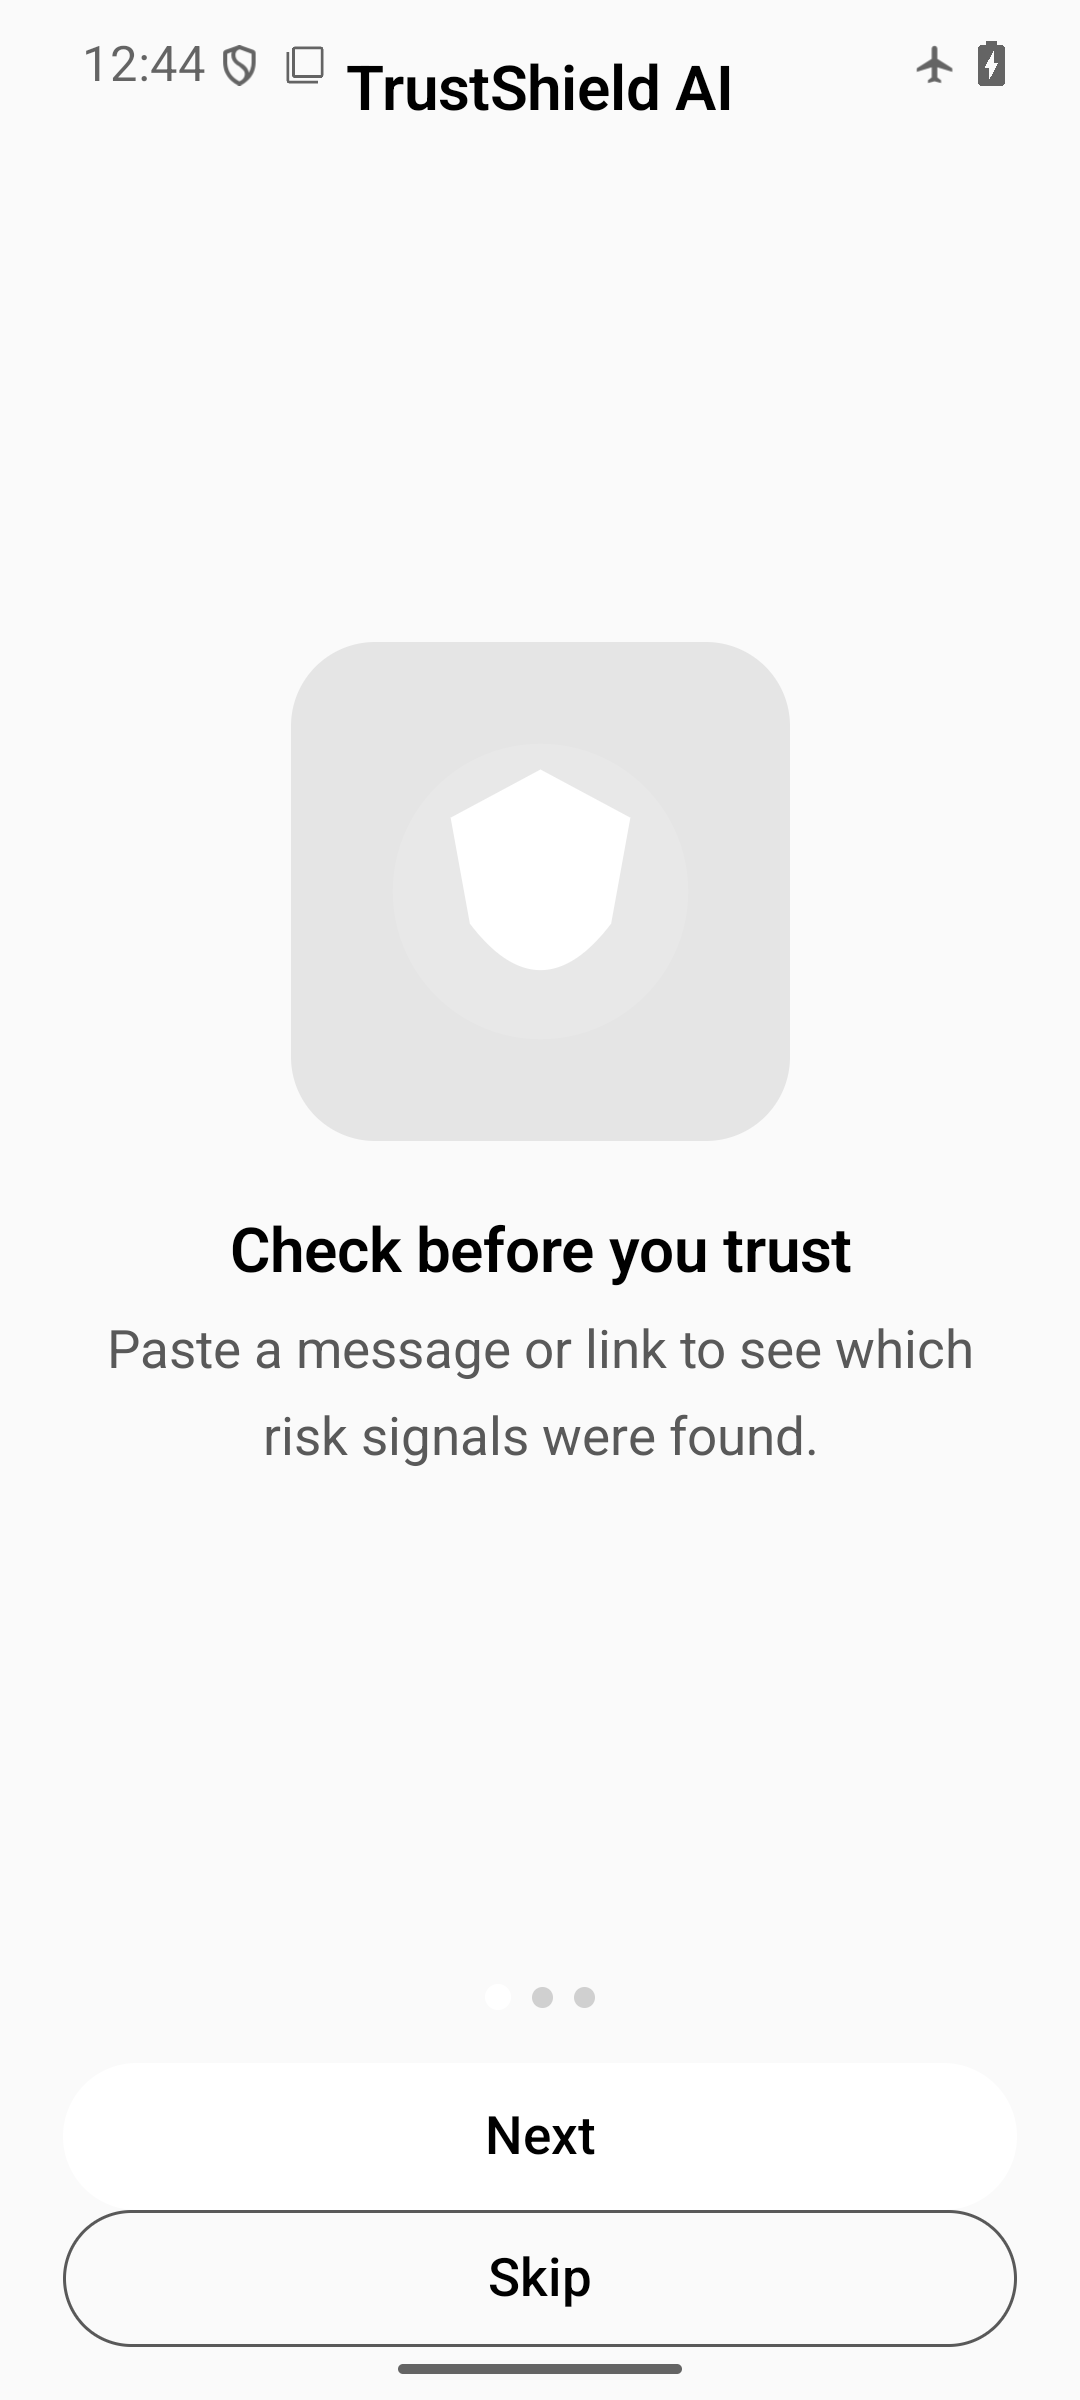 12:44
TrustShield AI
Check before you trust
Paste a message or link to see which
risk signals were found.
Next
Skip